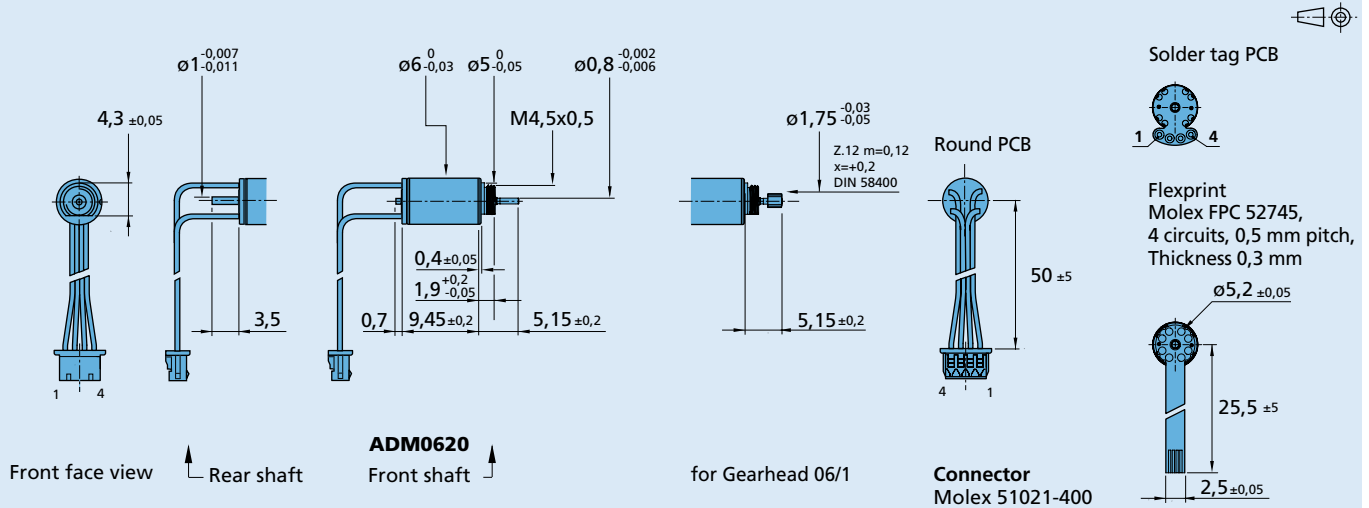 Solder tag PCB
ø1 -0,007 -0,011
ø6 0 -0,03
ø5 0 -0,05
ø0,8 -0,002 -0,006
4,3 ±0,05
M4,5x0,5
ø1,75 -0,03 -0,05
1 4
Z.12 m=0,12
x=+0,2
DIN 58400
Round PCB
Flexprint
Molex FPC 52745,
4 circuits, 0,5 mm pitch,
Thickness 0,3 mm
0,4 ±0,05
1,9 +0,2 -0,05
50 ±5
ø5,2 ±0,05
3,5
0,7 9,45 ±0,2 5,15 ±0,2
5,15 ±0,2
1 4
4 1
25,5 ±5
ADM0620
Front face view
Rear shaft
Front shaft
for Gearhead 06/1
Connector
Molex 51021-400
2,5 ±0,05